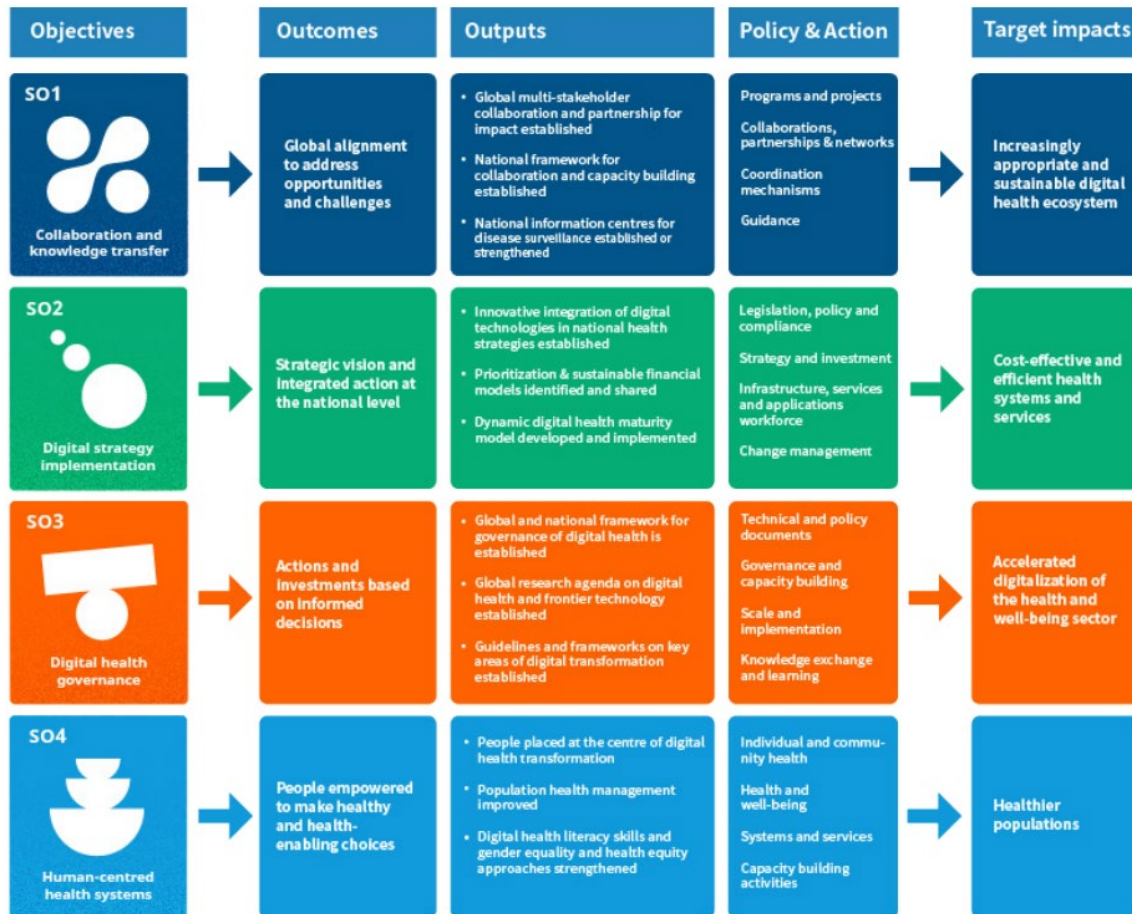 Objectives
Outcomes
Outputs
Policy & Action
Target impacts
SO1
Collaboration and
knowledge transfer
Global alignment
to address
opportunities
and challenges
• Global multi-stakeholder
collaboration and partnership for
impact established
• National framework for
collaboration and capacity building
established
• National information centres for
disease surveillance established or
strengthened
Programs and projects
Collaborations,
partnerships & networks
Coordination
mechanisms
Guidance
Increasingly
appropriate and
sustainable digital
health ecosystem
SO2
Digital strategy
implementation
Strategic vision and
integrated action at
the national level
• Innovative integration of digital
technologies in national health
strategies established
• Prioritization & sustainable financial
models identified and shared
• Dynamic digital health maturity
model developed and implemented
Legislation, policy and
compliance
Strategy and investment
Infrastructure, services
and applications
workforce
Change management
Cost-effective and
efficient health
systems and
services
SO3
Digital health
governance
Actions and
investments based
on informed
decisions
• Global and national framework for
governance of digital health is
established
• Global research agenda on digital
health and frontier technology
established
• Guidelines and frameworks on key
areas of digital transformation
established
Technical and policy
documents
Governance and
capacity building
Scale and
implementation
Knowledge exchange
and learning
Accelerated
digitalization of
the health and
well-being sector
SO4
Human-centred
health systems
People empowered
to make healthy
and health-
enabling choices
• People placed at the centre of digital
health transformation
• Population health management
improved
• Digital health literacy skills and
gender equality and health equity
approaches strengthened
Individual and commu-
nity health
Health and
well-being
Systems and services
Capacity building
activities
Healthier
populations